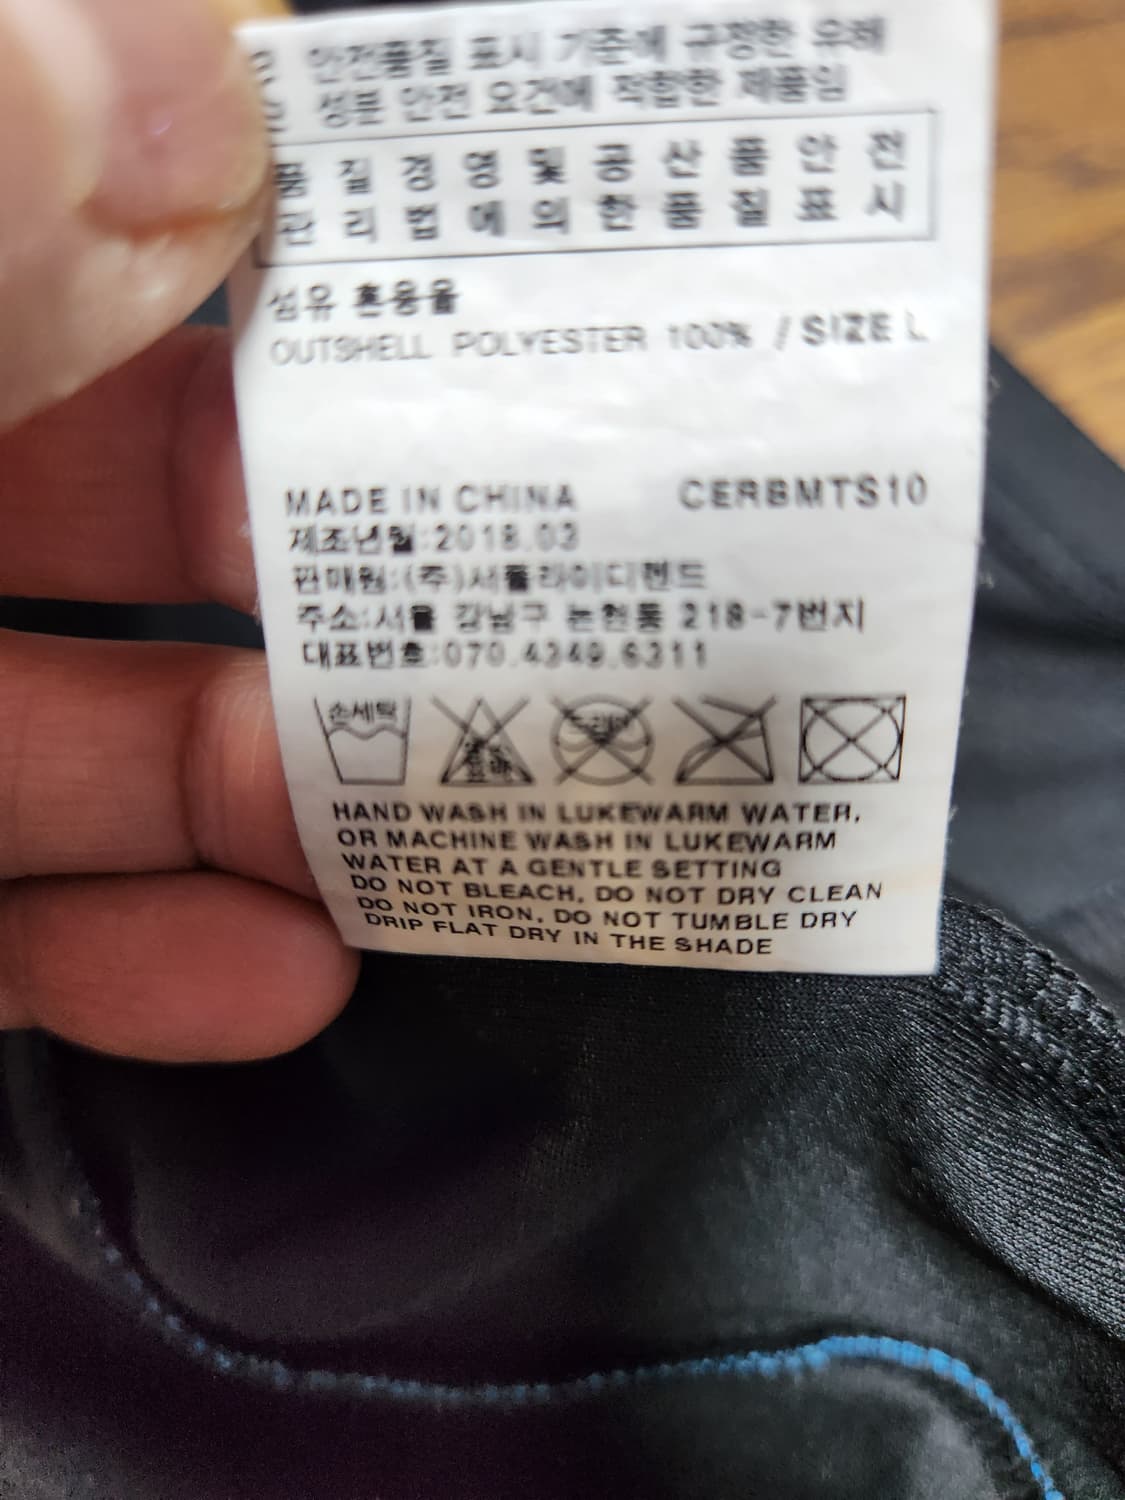 안전품질 표시 기준에 규정한 유해
성분 안전 요건에 적합한 제품임
품 질 경 영 및 공 산 품 안 전
관 리 법 에 의 한 품 질 표 시
섬유 혼용율
OUTSHELL POLYESTER 100% / SIZE L
MADE IN CHINA CERBMTS10
제조년월:2018.03
판매원:(주)서플라이디맨드
주소:서울 강남구 논현동 218-7번지
대표번호:070.4349.6311
손세탁
HAND WASH IN LUKEWARM WATER,
OR MACHINE WASH IN LUKEWARM
WATER AT A GENTLE SETTING
DO NOT BLEACH, DO NOT DRY CLEAN
DO NOT IRON, DO NOT TUMBLE DRY
DRIP FLAT DRY IN THE SHADE